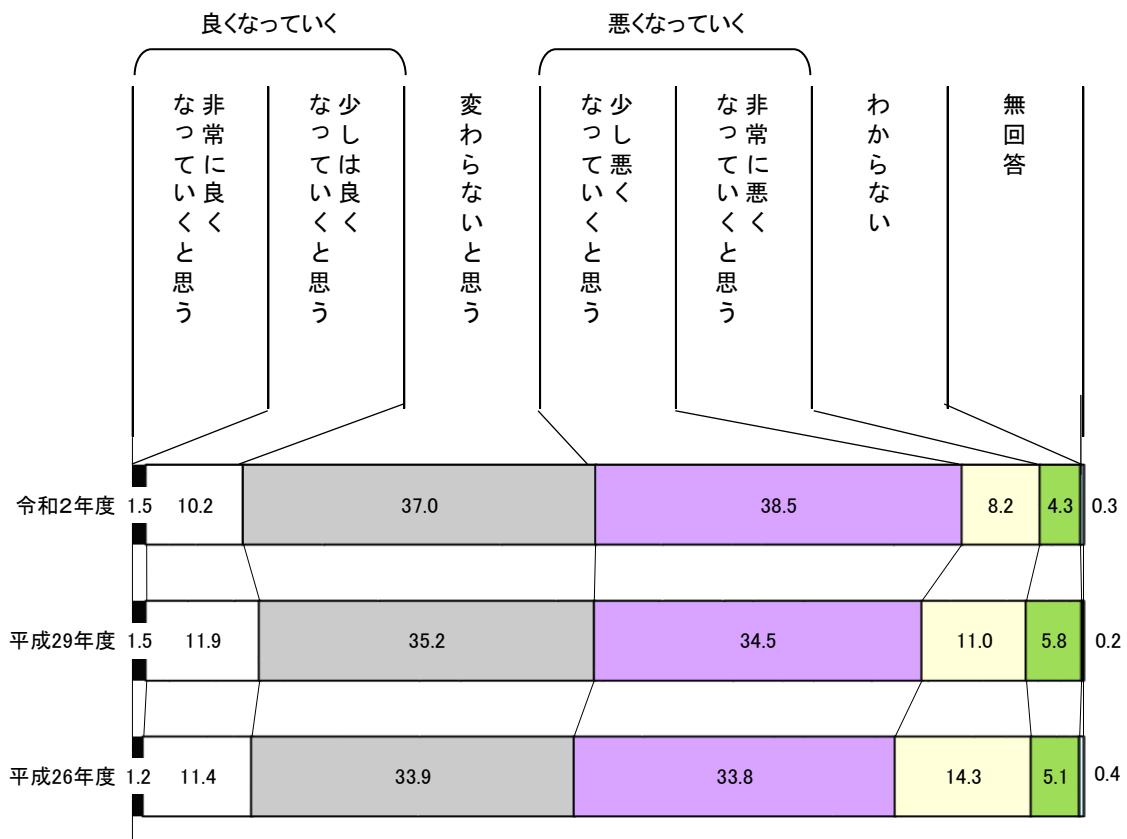 良くなっていく
悪くなっていく
非常に良く
なっていくと思う
少しは良く
なっていくと思う
変わらないと思う
少し悪く
なっていくと思う
非常に悪く
なっていくと思う
わからない
無回答
令和2年度 1.5 10.2 37.0 38.5 8.2 4.3 0.3
平成29年度 1.5 11.9 35.2 34.5 11.0 5.8 0.2
平成26年度 1.2 11.4 33.9 33.8 14.3 5.1 0.4